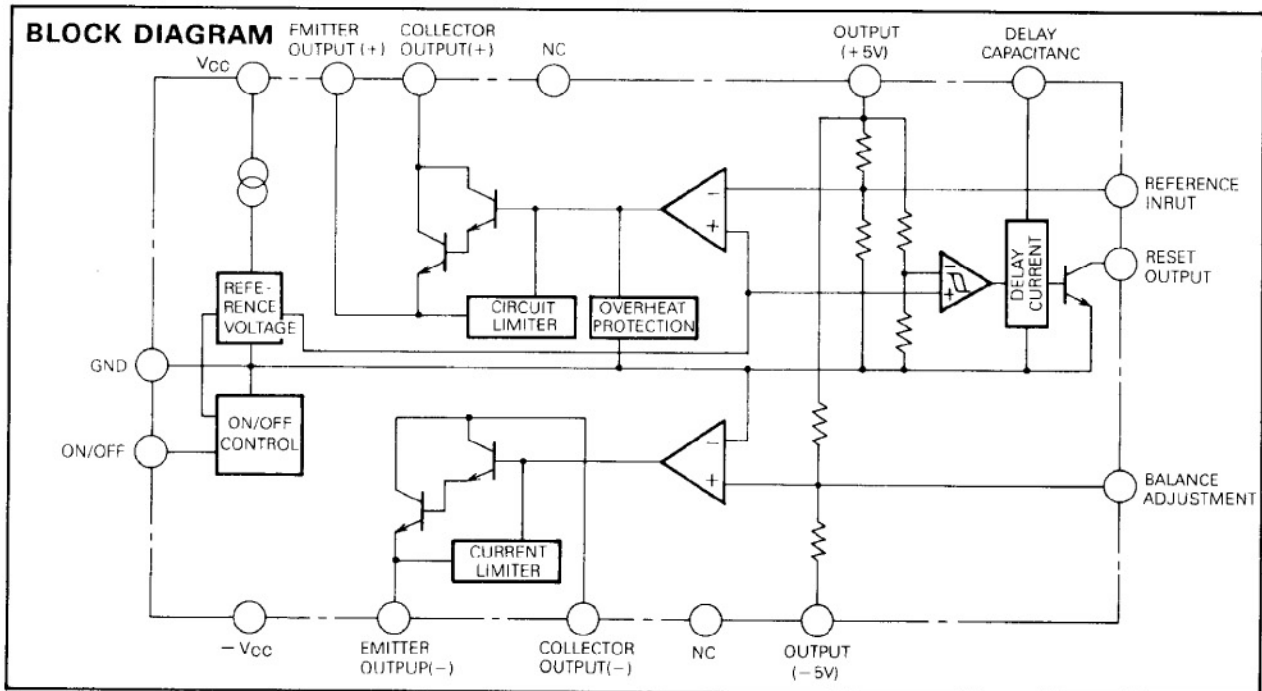 BLOCK DIAGRAM
VCC
EMITTER
OUTPUT (+)
COLLECTOR
OUTPUT(+)
NC
OUTPUT
(+5V)
DELAY
CAPACITANC
REFERENCE
INRUT
RESET
OUTPUT
BALANCE
ADJUSTMENT
GND
ON/OFF
REFE-
RENCE
VOLTAGE
ON/OFF
CONTROL
CIRCUIT
LIMITER
OVERHEAT
PROTECTION
−
+
−
+
DELAY
CURRENT
−
+
CURRENT
LIMITER
−VCC
EMITTER
OUTPUP(−)
COLLECTOR
OUTPUT(−)
NC
OUTPUT
(−5V)